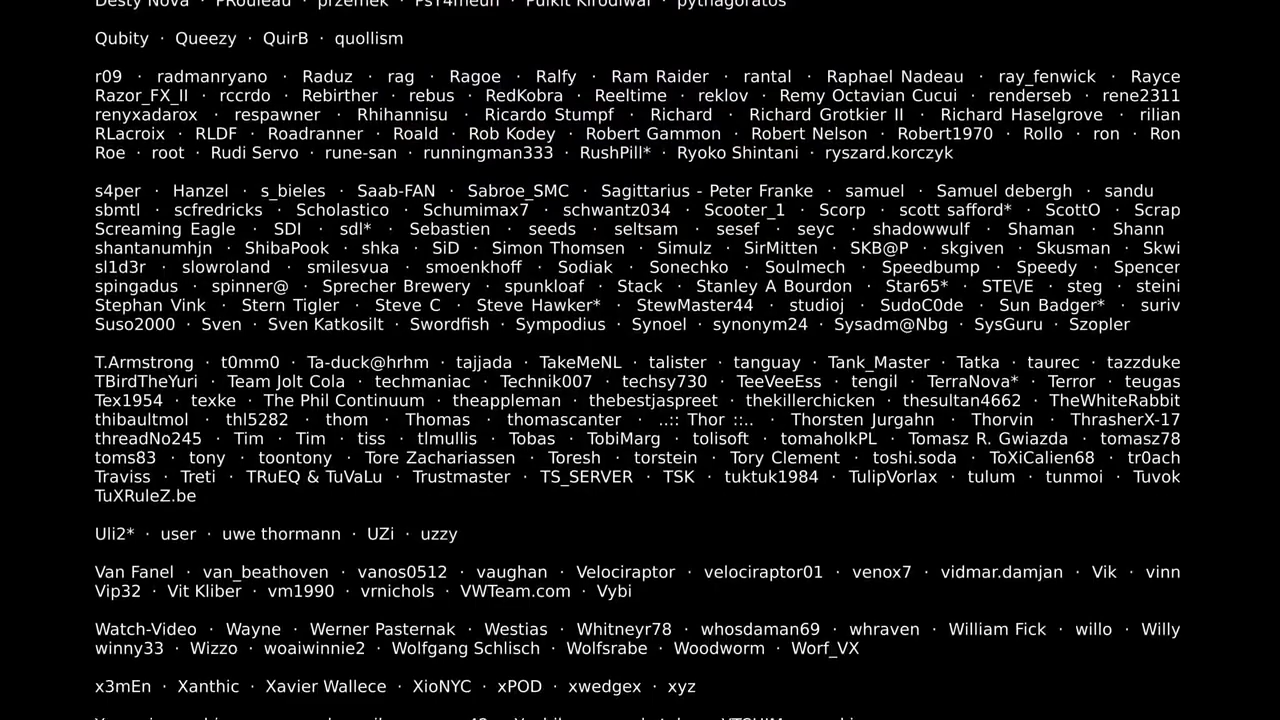 Desty Nova · PRouleau · przemek · PsT4meun · Pulkit Kirodiwal · pythagoratos
Qubity · Queezy · QuirB · quollism
r09 · radmanryano · Raduz · rag · Ragoe · Ralfy · Ram Raider · rantal · Raphael Nadeau · ray_fenwick · Rayce
Razor_FX_II · rccrdo · Rebirther · rebus · RedKobra · Reeltime · reklov · Remy Octavian Cucui · renderseb · rene2311
renyxadarox · respawner · Rhihannisu · Ricardo Stumpf · Richard · Richard Grotkier II · Richard Haselgrove · rilian
RLacroix · RLDF · Roadranner · Roald · Rob Kodey · Robert Gammon · Robert Nelson · Robert1970 · Rollo · ron · Ron
Roe · root · Rudi Servo · rune-san · runningman333 · RushPill* · Ryoko Shintani · ryszard.korczyk
s4per · Hanzel · s_bieles · Saab-FAN · Sabroe_SMC · Sagittarius - Peter Franke · samuel · Samuel debergh · sandu
sbmtl · scfredricks · Scholastico · Schumimax7 · schwantz034 · Scooter_1 · Scorp · scott safford* · ScottO · Scrap
Screaming Eagle · SDI · sdl* · Sebastien · seeds · seltsam · sesef · seyc · shadowwulf · Shaman · Shann
shantanumhjn · ShibaPook · shka · SiD · Simon Thomsen · Simulz · SirMitten · SKB@P · skgiven · Skusman · Skwi
sl1d3r · slowroland · smilesvua · smoenkhoff · Sodiak · Sonechko · Soulmech · Speedbump · Speedy · Spencer
spingadus · spinner@ · Sprecher Brewery · spunkloaf · Stack · Stanley A Bourdon · Star65* · STE\/E · steg · steini
Stephan Vink · Stern Tigler · Steve C · Steve Hawker* · StewMaster44 · studioj · SudoC0de · Sun Badger* · suriv
Suso2000 · Sven · Sven Katkosilt · Swordfish · Sympodius · Synoel · synonym24 · Sysadm@Nbg · SysGuru · Szopler
T.Armstrong · t0mm0 · Ta-duck@hrhm · tajjada · TakeMeNL · talister · tanguay · Tank_Master · Tatka · taurec · tazzduke
TBirdTheYuri · Team Jolt Cola · techmaniac · Technik007 · techsy730 · TeeVeeEss · tengil · TerraNova* · Terror · teugas
Tex1954 · texke · The Phil Continuum · theappleman · thebestjaspreet · thekillerchicken · thesultan4662 · TheWhiteRabbit
thibaultmol · thl5282 · thom · Thomas · thomascanter · ..:: Thor ::.. · Thorsten Jurgahn · Thorvin · ThrasherX-17
threadNo245 · Tim · Tim · tiss · tlmullis · Tobas · TobiMarg · tolisoft · tomaholkPL · Tomasz R. Gwiazda · tomasz78
toms83 · tony · toontony · Tore Zachariassen · Toresh · torstein · Tory Clement · toshi.soda · ToXiCalien68 · tr0ach
Traviss · Treti · TRuEQ & TuVaLu · Trustmaster · TS_SERVER · TSK · tuktuk1984 · TulipVorlax · tulum · tunmoi · Tuvok
TuXRuleZ.be
Uli2* · user · uwe thormann · UZi · uzzy
Van Fanel · van_beathoven · vanos0512 · vaughan · Velociraptor · velociraptor01 · venox7 · vidmar.damjan · Vik · vinn
Vip32 · Vit Kliber · vm1990 · vrnichols · VWTeam.com · Vybi
Watch-Video · Wayne · Werner Pasternak · Westias · Whitneyr78 · whosdaman69 · whraven · William Fick · willo · Willy
winny33 · Wizzo · woaiwinnie2 · Wolfgang Schlisch · Wolfsrabe · Woodworm · Worf_VX
x3mEn · Xanthic · Xavier Wallece · XioNYC · xPOD · xwedgex · xyz